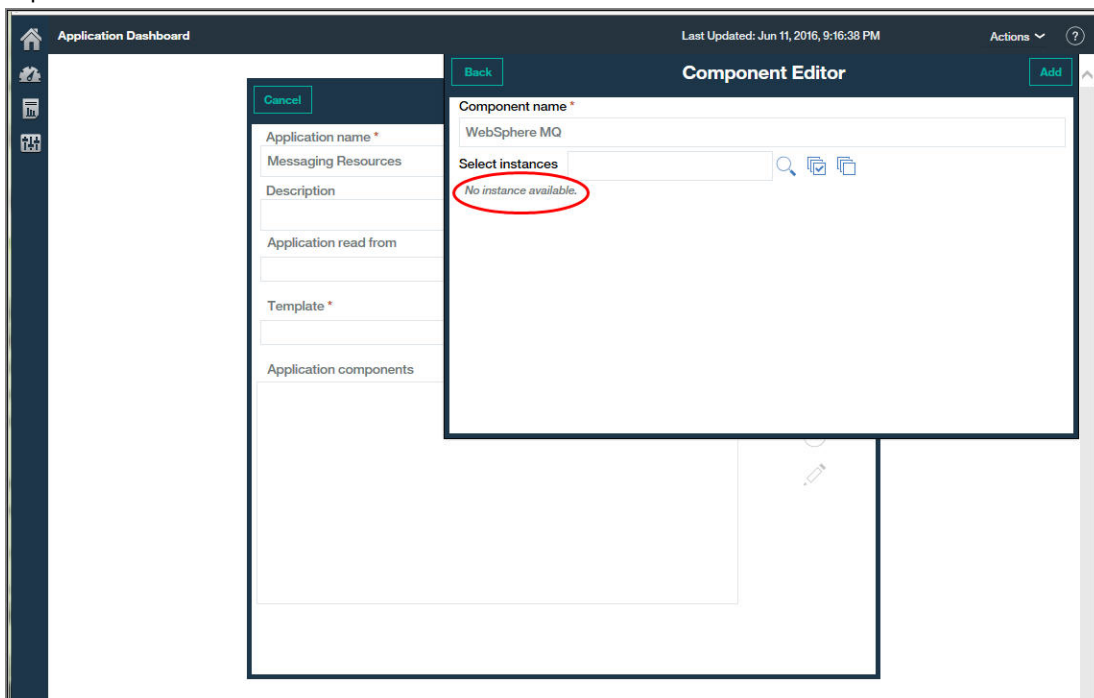 Application Dashboard
Last Updated: Jun 11, 2016, 9:16:38 PM
Actions
?
Back
Component Editor
Add
Cancel
Component name *
WebSphere MQ
Application name *
Messaging Resources
Select instances
No instance available.
Description
Application read from
Template *
Application components